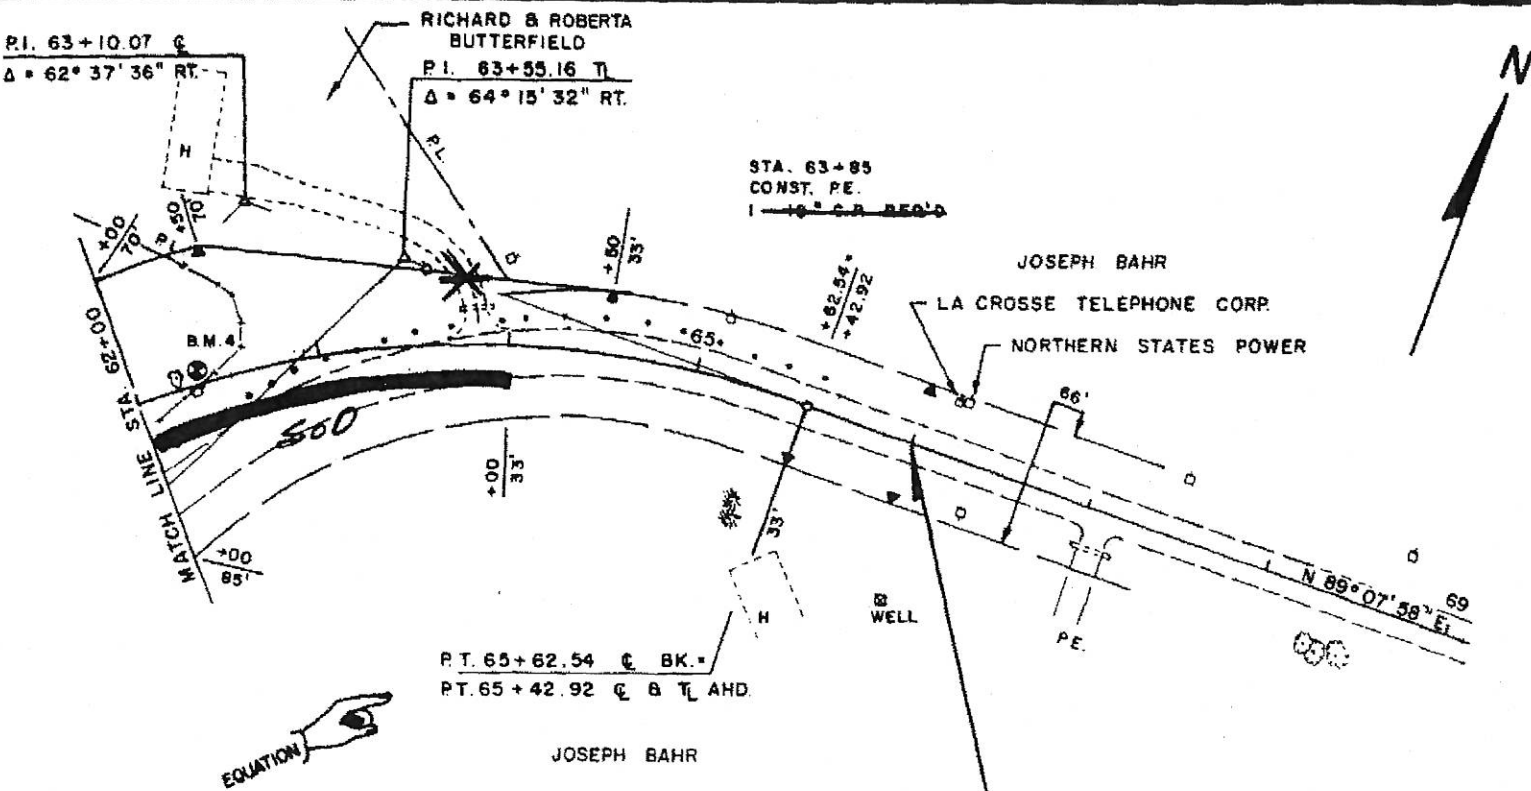 RICHARD & ROBERTA
BUTTERFIELD
P.I. 63+10.07 ℄
Δ = 62° 37' 36" RT.
P.I. 63+55.16 TL
Δ = 64° 15' 32" RT.
N
H
P.L.
STA. 63+85
CONST. P.E.
1-18" C.P. REQ'D
+00
70'
P.L.
+50
70'
+50
33'
JOSEPH BAHR
+62.54=
+42.92
LA CROSSE TELEPHONE CORP.
NORTHERN STATES POWER
B.M.4
65
66'
MATCH LINE STA. 62+00
SOD
+00
33'
33'
+00
85'
H
WELL
P.E.
N 89° 07' 58" E
69
P.T. 65+62.54 ℄ BK.=
P.T. 65+42.92 ℄ & TL AHD.
EQUATION
JOSEPH BAHR